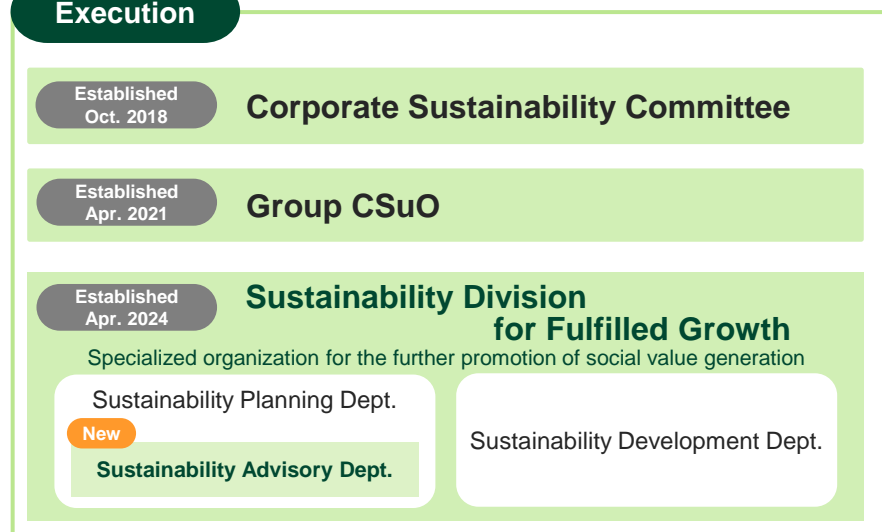 Execution
Established
Oct. 2018
Corporate Sustainability Committee
Established
Apr. 2021
Group CSuO
Established
Apr. 2024
Sustainability Division
for Fulfilled Growth
Specialized organization for the further promotion of social value generation
Sustainability Planning Dept.
New
Sustainability Advisory Dept.
Sustainability Development Dept.